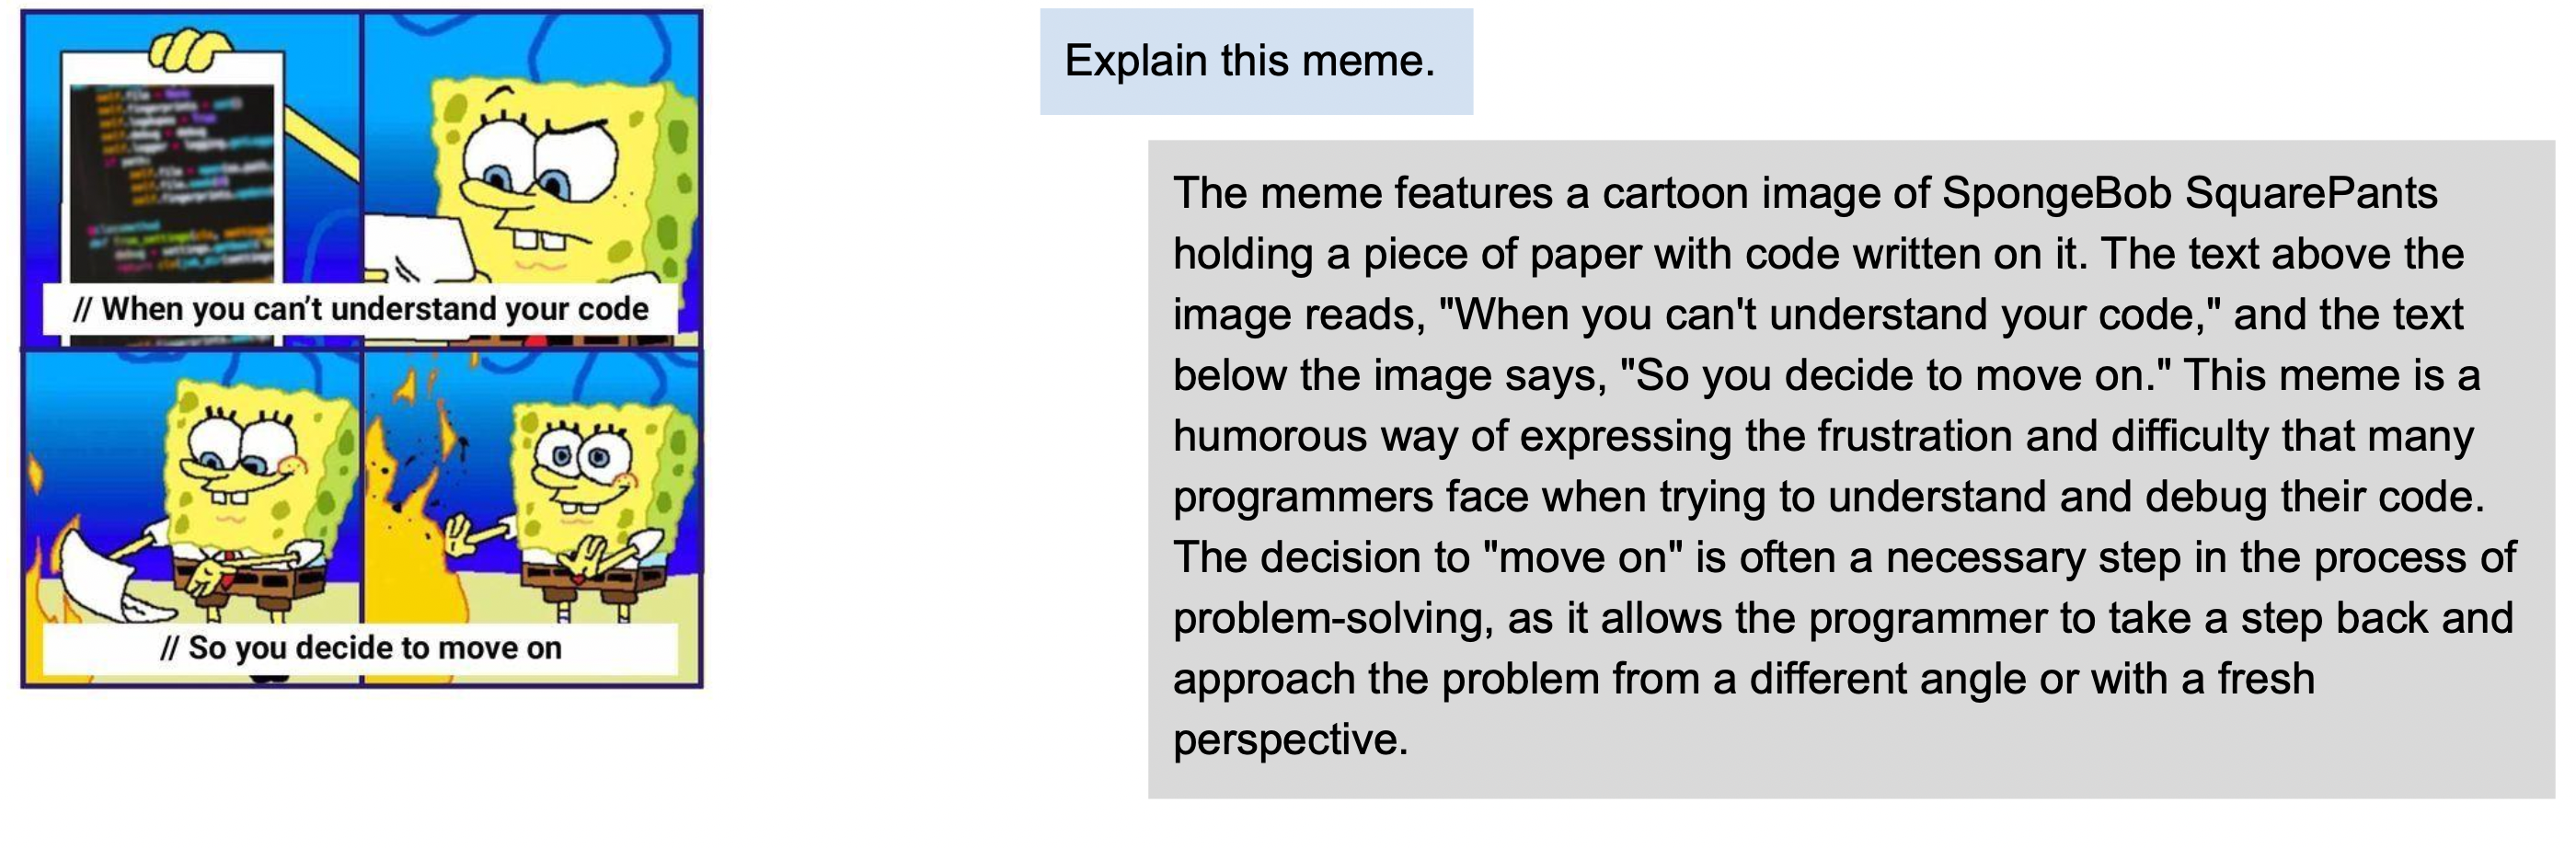 // When you can't understand your code
// So you decide to move on
Explain this meme.
The meme features a cartoon image of SpongeBob SquarePants
holding a piece of paper with code written on it. The text above the
image reads, "When you can't understand your code," and the text
below the image says, "So you decide to move on." This meme is a
humorous way of expressing the frustration and difficulty that many
programmers face when trying to understand and debug their code.
The decision to "move on" is often a necessary step in the process of
problem-solving, as it allows the programmer to take a step back and
approach the problem from a different angle or with a fresh
perspective.